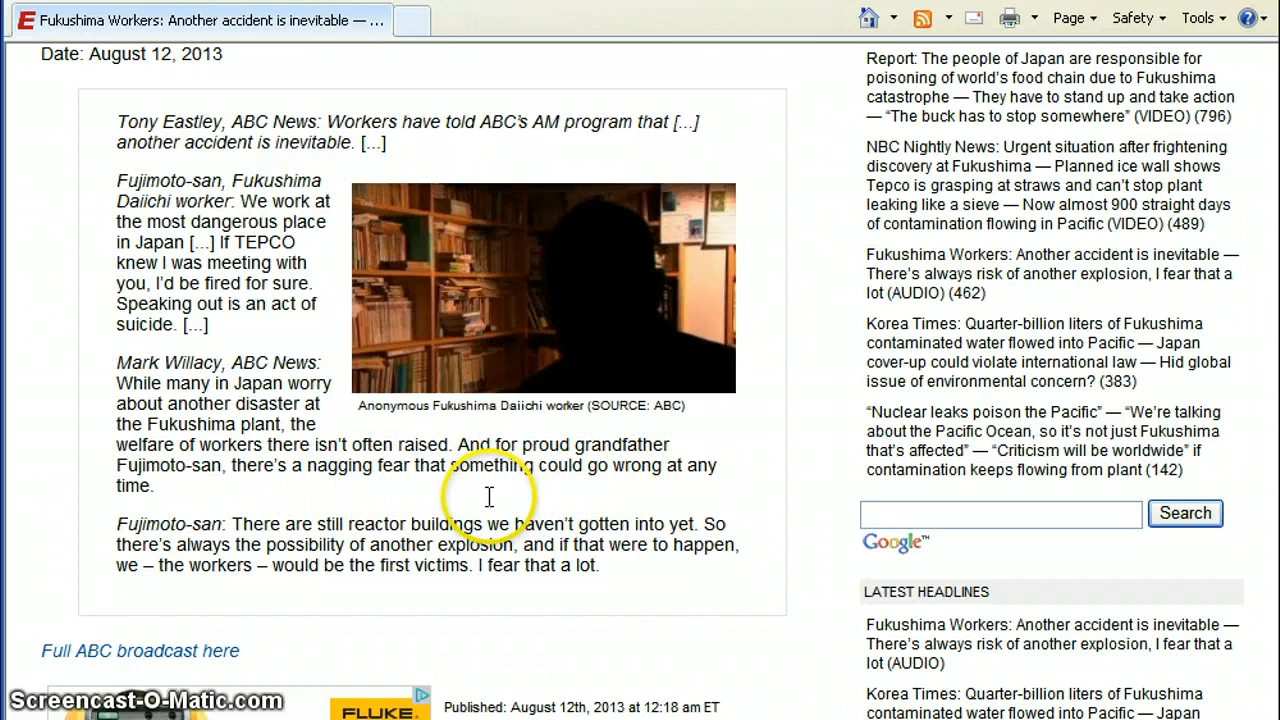 Fukushima Workers: Another accident is inevitable — ...
Page
Safety
Tools
Date: August 12, 2013
Tony Eastley, ABC News: Workers have told ABC’s AM program that [...]
another accident is inevitable. [...]
Fujimoto-san, Fukushima
Daiichi worker: We work at
the most dangerous place
in Japan [...] If TEPCO
knew I was meeting with
you, I’d be fired for sure.
Speaking out is an act of
suicide. [...]
Anonymous Fukushima Daiichi worker (SOURCE: ABC)
Mark Willacy, ABC News:
While many in Japan worry
about another disaster at
the Fukushima plant, the
welfare of workers there isn’t often raised. And for proud grandfather
Fujimoto-san, there’s a nagging fear that something could go wrong at any
time.
Fujimoto-san: There are still reactor buildings we haven’t gotten into yet. So
there’s always the possibility of another explosion, and if that were to happen,
we – the workers – would be the first victims. I fear that a lot.
Full ABC broadcast here
FLUKE.
Published: August 12th, 2013 at 12:18 am ET
Screencast-O-Matic.com
Report: The people of Japan are responsible for
poisoning of world’s food chain due to Fukushima
catastrophe — They have to stand up and take action
— “The buck has to stop somewhere” (VIDEO) (796)
NBC Nightly News: Urgent situation after frightening
discovery at Fukushima — Planned ice wall shows
Tepco is grasping at straws and can’t stop plant
leaking like a sieve — Now almost 900 straight days
of contamination flowing in Pacific (VIDEO) (489)
Fukushima Workers: Another accident is inevitable —
There’s always risk of another explosion, I fear that a
lot (AUDIO) (462)
Korea Times: Quarter-billion liters of Fukushima
contaminated water flowed into Pacific — Japan
cover-up could violate international law — Hid global
issue of environmental concern? (383)
“Nuclear leaks poison the Pacific” — “We’re talking
about the Pacific Ocean, so it’s not just Fukushima
that’s affected” — “Criticism will be worldwide” if
contamination keeps flowing from plant (142)
Search
Google™
LATEST HEADLINES
Fukushima Workers: Another accident is inevitable —
There’s always risk of another explosion, I fear that a
lot (AUDIO)
Korea Times: Quarter-billion liters of Fukushima
contaminated water flowed into Pacific — Japan